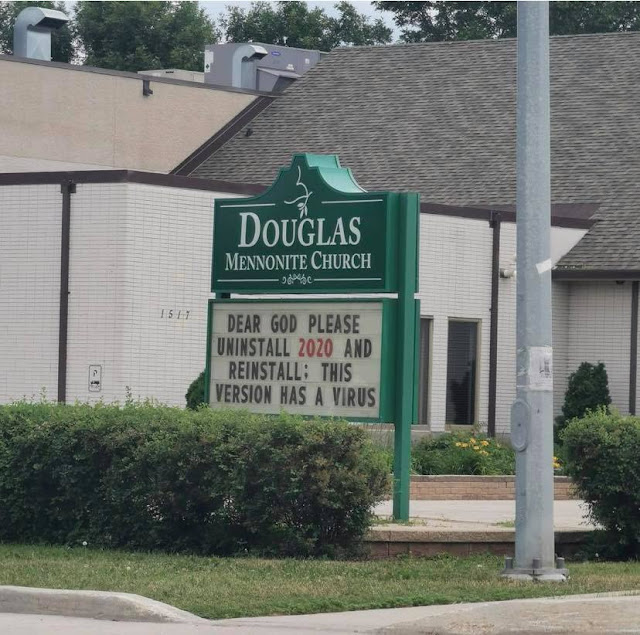 DOUGLAS
MENNONITE CHURCH
1517
DEAR GOD PLEASE
UNINSTALL 2020 AND
REINSTALL: THIS
VERSION HAS A VIRUS